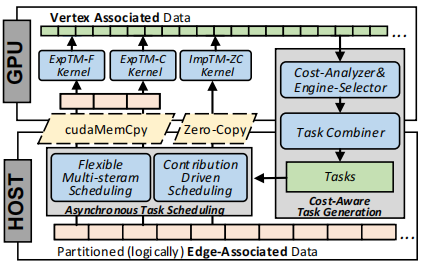 Vertex Associated Data
...
GPU
ExpTM-F
Kernel
ExpTM-C
Kernel
ImpTM-ZC
Kernel
Cost-Analyzer&
Engine-Selector
cudaMemCpy
Zero-Copy
Task Combiner
HOST
Flexible
Multi-steram
Scheduling
Contribution
Driven
Scheduling
Asynchronous Task Scheduling
Tasks
Cost-Aware
Task Generation
...
Partitioned (logically) Edge-Associated Data